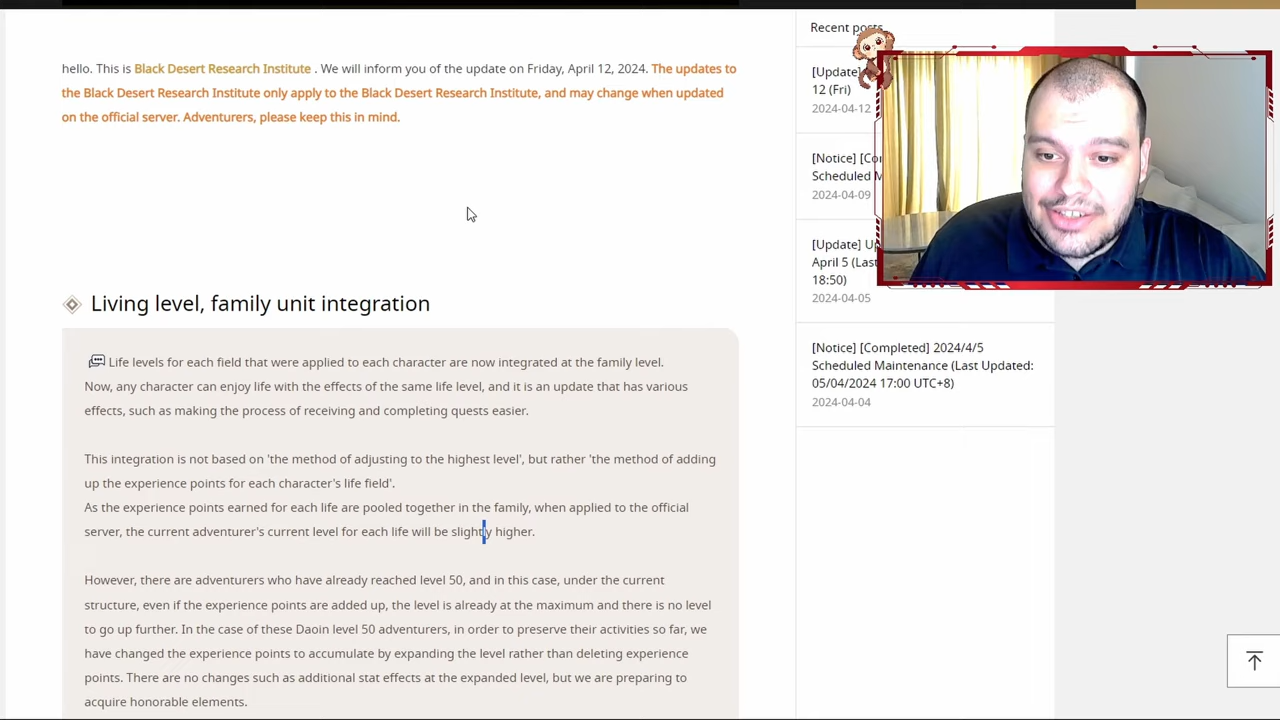 Recent posts
hello. This is Black Desert Research Institute . We will inform you of the update on Friday, April 12, 2024. The updates to
the Black Desert Research Institute only apply to the Black Desert Research Institute, and may change when updated
on the official server. Adventurers, please keep this in mind.
Living level, family unit integration
Life levels for each field that were applied to each character are now integrated at the family level.
Now, any character can enjoy life with the effects of the same life level, and it is an update that has various
effects, such as making the process of receiving and completing quests easier.
This integration is not based on 'the method of adjusting to the highest level', but rather 'the method of adding
up the experience points for each character's life field'.
As the experience points earned for each life are pooled together in the family, when applied to the official
server, the current adventurer's current level for each life will be slightly higher.
However, there are adventurers who have already reached level 50, and in this case, under the current
structure, even if the experience points are added up, the level is already at the maximum and there is no level
to go up further. In the case of these Daoin level 50 adventurers, in order to preserve their activities so far, we
have changed the experience points to accumulate by expanding the level rather than deleting experience
points. There are no changes such as additional stat effects at the expanded level, but we are preparing to
acquire honorable elements.
[Update]
12 (Fri)
2024-04-12
[Notice]
Scheduled
2024-04-09
[Update]
April 5 (Last
18:50)
2024-04-05
[Notice] [Completed] 2024/4/5
Scheduled Maintenance (Last Updated:
05/04/2024 17:00 UTC+8)
2024-04-04